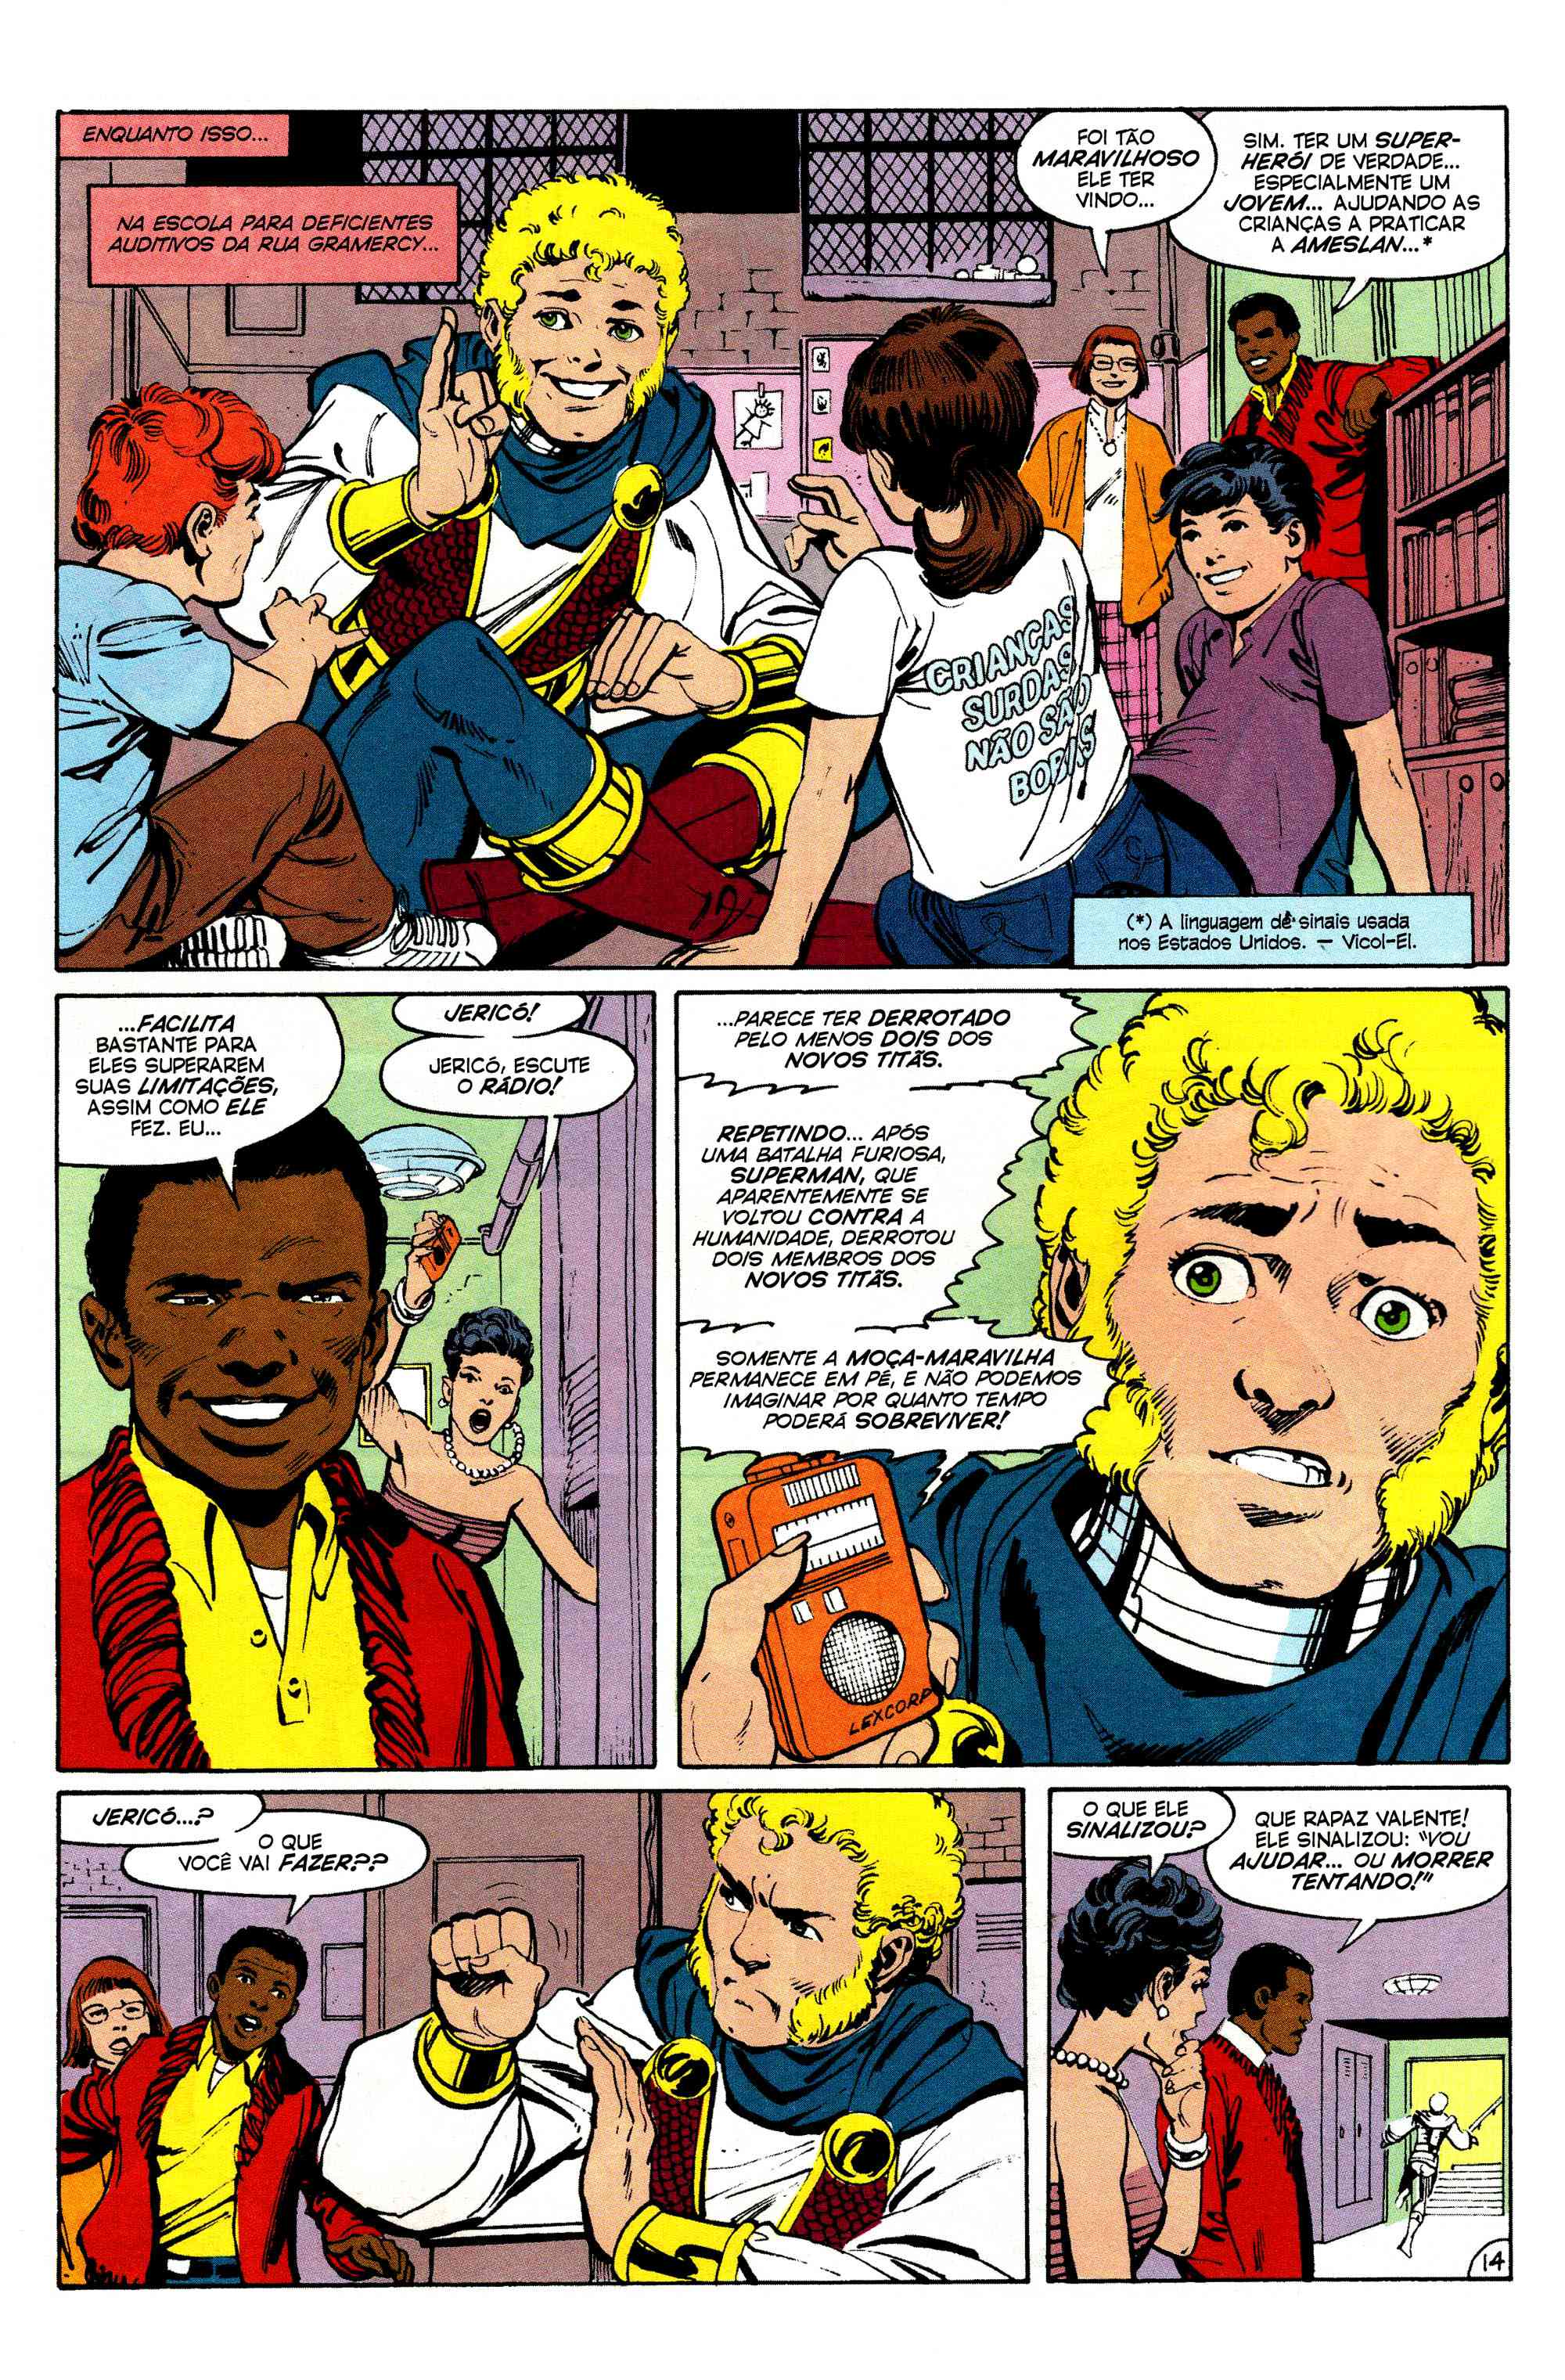 ENQUANTO ISSO...
NA ESCOLA PARA DEFICIENTES
AUDITIVOS DA RUA GRAMERCY...
FOI TÃO
MARAVILHOSO
ELE TER
VINDO...
SIM. TER UM SUPER-
HERÓI DE VERDADE...
ESPECIALMENTE UM
JOVEM... AJUDANDO AS
CRIANÇAS A PRATICAR
A AMESLAN...*
CRIANÇAS
SURDAS
NÃO SÃO
BOBAS
(*) A linguagem de sinais usada
nos Estados Unidos. — Vicol-El.
...FACILITA
BASTANTE PARA
ELES SUPERAREM
SUAS LIMITAÇÕES,
ASSIM COMO ELE
FEZ. EU...
JERICÓ!
JERICÓ, ESCUTE
O RÁDIO!
...PARECE TER DERROTADO
PELO MENOS DOIS DOS
NOVOS TITÃS.
REPETINDO... APÓS
UMA BATALHA FURIOSA,
SUPERMAN, QUE
APARENTEMENTE SE
VOLTOU CONTRA A
HUMANIDADE, DERROTOU
DOIS MEMBROS DOS
NOVOS TITÃS.
SOMENTE A MOÇA-MARAVILHA
PERMANECE EM PÉ, E NÃO PODEMOS
IMAGINAR POR QUANTO TEMPO
PODERÁ SOBREVIVER!
LEXCORP
JERICÓ...?
O QUE
VOCÊ VAI FAZER??
O QUE ELE
SINALIZOU?
QUE RAPAZ VALENTE!
ELE SINALIZOU: "VOU
AJUDAR... OU MORRER
TENTANDO!"
14